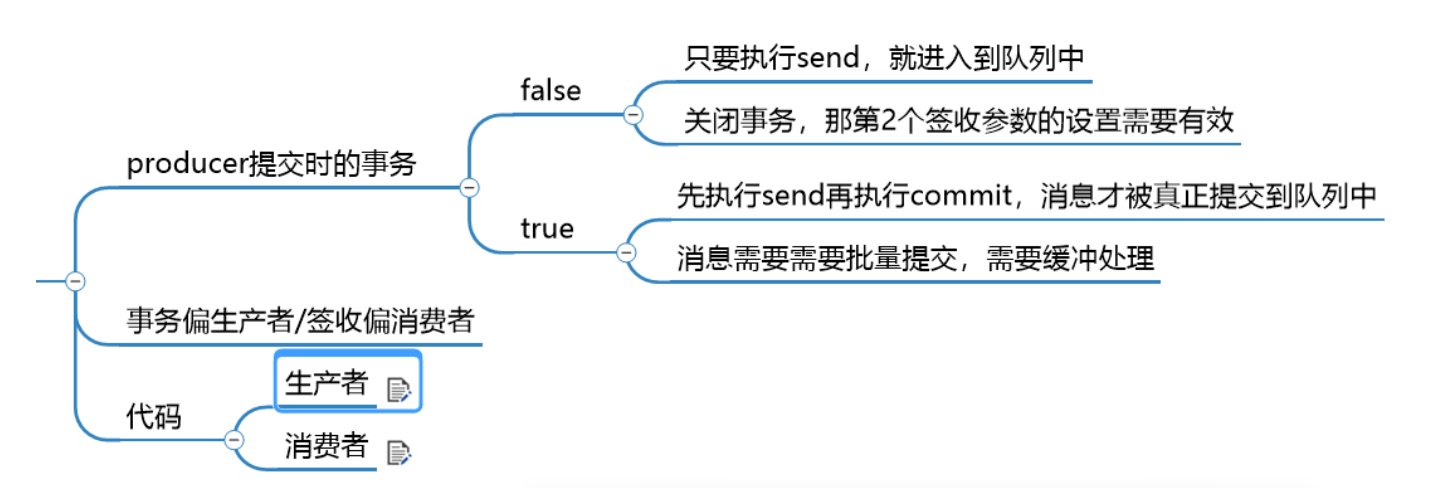 producer提交时的事务
false
只要执行send，就进入到队列中
关闭事务，那第2个签收参数的设置需要有效
true
先执行send再执行commit，消息才被真正提交到队列中
消息需要需要批量提交，需要缓冲处理
事务偏生产者/签收偏消费者
代码
生产者
消费者